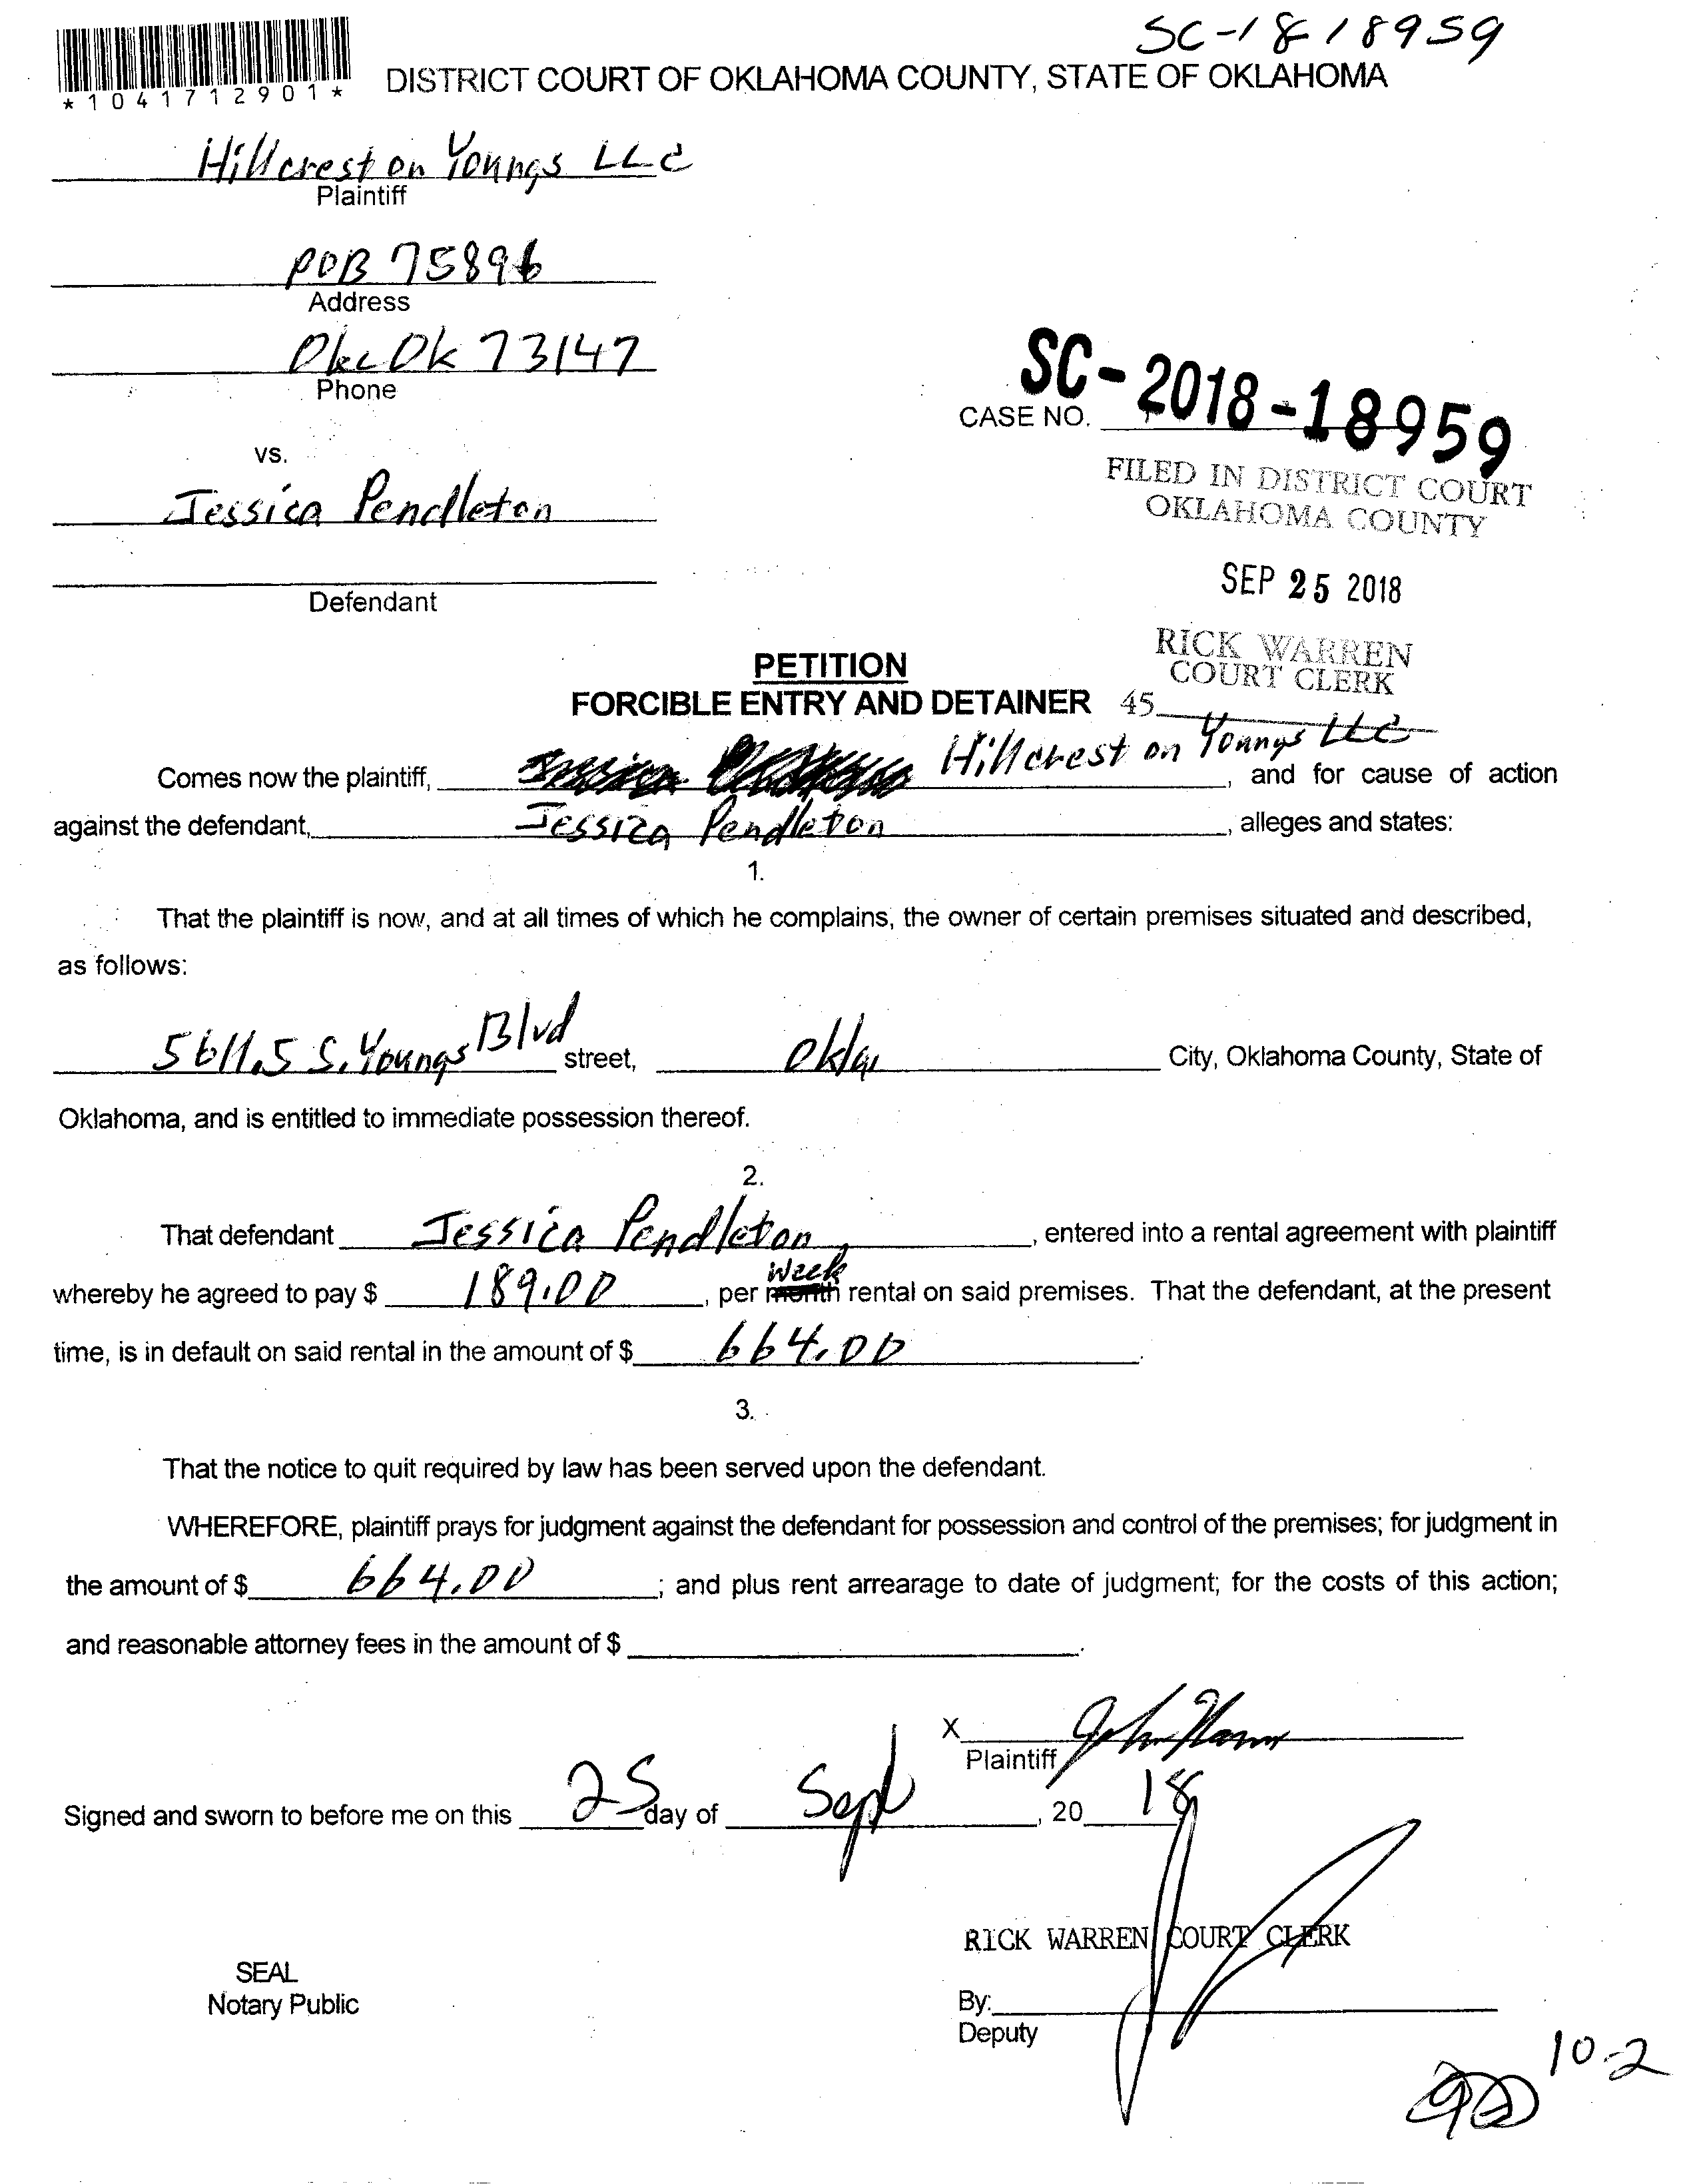 SC-18 18959
*1041712901*
DISTRICT COURT OF OKLAHOMA COUNTY, STATE OF OKLAHOMA
Hillcrest on Youngs LLC
Plaintiff
POB 75896
Address
Okc Ok 73147
Phone
SC-2018-18959
CASE NO.
vs.
FILED IN DISTRICT COURT
OKLAHOMA COUNTY
Jessica Pendleton
SEP 25 2018
Defendant
RICK WARREN
COURT CLERK
PETITION
FORCIBLE ENTRY AND DETAINER 45
Comes now the plaintiff, Hillcrest on Youngs LLC, and for cause of action
against the defendant, Jessica Pendleton, alleges and states:
1.
That the plaintiff is now, and at all times of which he complains, the owner of certain premises situated and described,
as follows:
5611.5 S. Youngs Blvd street, Okla City, Oklahoma County, State of
Oklahoma, and is entitled to immediate possession thereof.
2.
That defendant Jessica Pendleton, entered into a rental agreement with plaintiff
whereby he agreed to pay $ 189.00, per month Week rental on said premises. That the defendant, at the present
time, is in default on said rental in the amount of $ 664.00.
3.
That the notice to quit required by law has been served upon the defendant.
WHEREFORE, plaintiff prays for judgment against the defendant for possession and control of the premises; for judgment in
the amount of $ 664.00; and plus rent arrearage to date of judgment; for the costs of this action;
and reasonable attorney fees in the amount of $ .
X John
Plaintiff
Signed and sworn to before me on this 25 day of Sept, 20 18
RICK WARREN COURT CLERK
SEAL
Notary Public
By:
Deputy
10-2